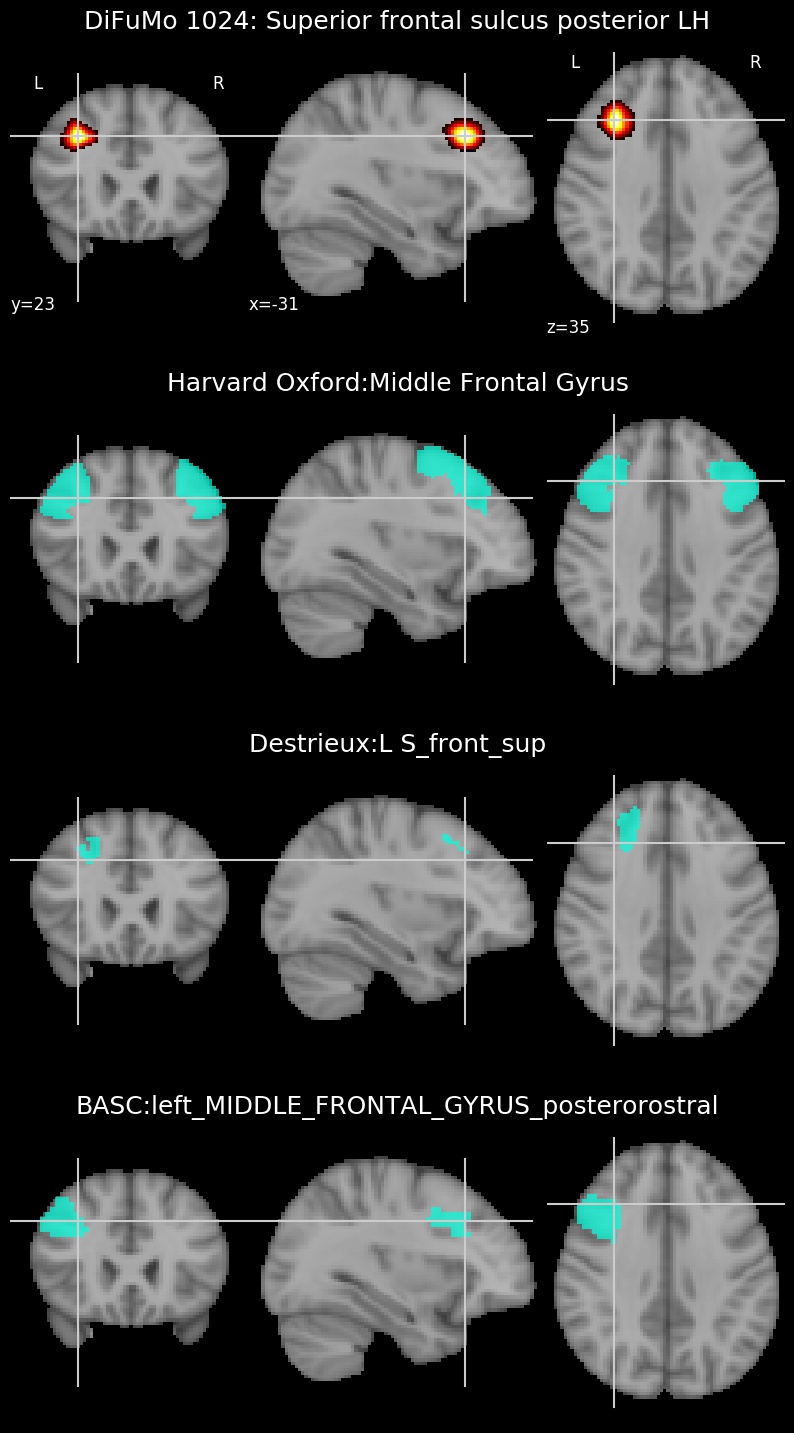 DiFuMo 1024: Superior frontal sulcus posterior LH
L R L R
y=23 x=-31 z=35
Harvard Oxford:Middle Frontal Gyrus
Destrieux:L S_front_sup
BASC:left_MIDDLE_FRONTAL_GYRUS_posterorostral